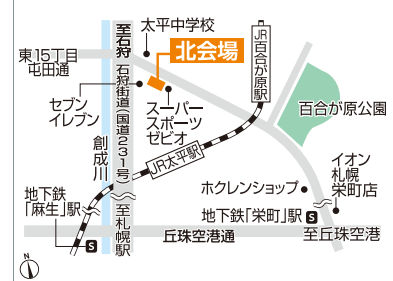 太平中学校
至石狩
北会場
JR百合が原駅
東15丁目
屯田通
石狩街道（国道231号）
セブン
イレブン
スーパー
スポーツ
ゼビオ
百合が原公園
創成川
JR太平駅
イオン
札幌
栄町店
ホクレンショップ
地下鉄
「麻生」駅
S
至札幌駅
地下鉄「栄町」駅
S
丘珠空港通
至丘珠空港
N